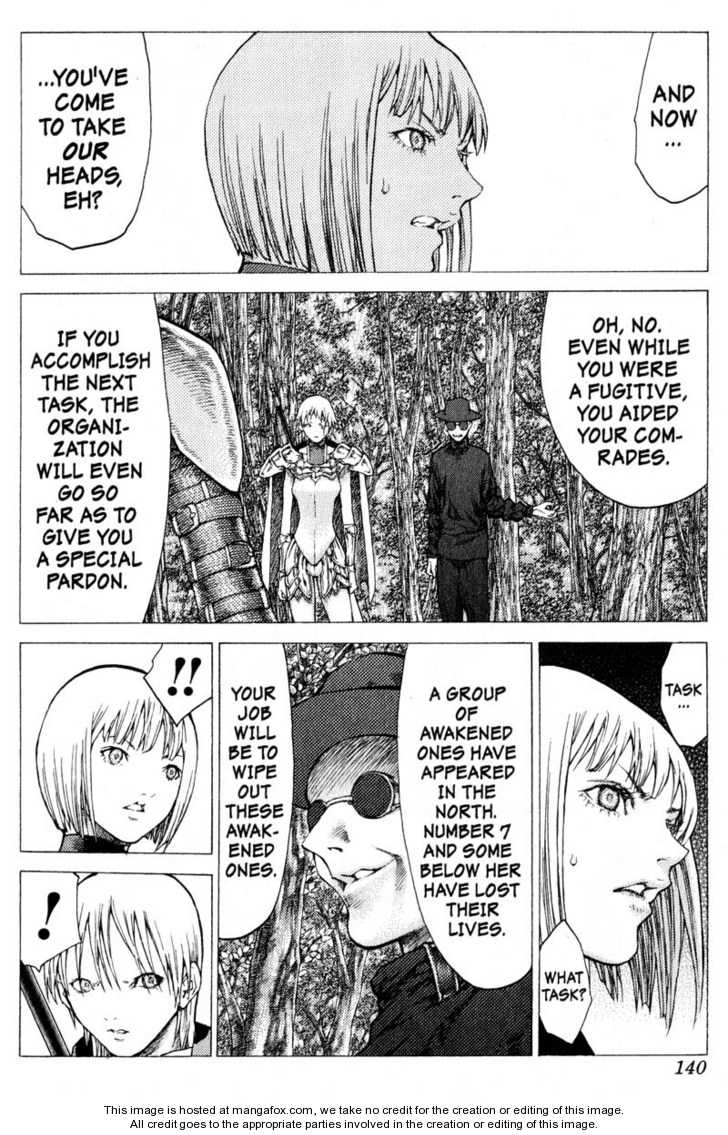 AND
NOW
...
...YOU'VE
COME
TO TAKE
OUR
HEADS,
EH?
OH, NO.
EVEN WHILE
YOU WERE
A FUGITIVE,
YOU AIDED
YOUR COM-
RADES.
IF YOU
ACCOMPLISH
THE NEXT
TASK, THE
ORGANI-
ZATION
WILL EVEN
GO SO
FAR AS TO
GIVE YOU
A SPECIAL
PARDON.
TASK
...
WHAT
TASK?
A GROUP
OF
AWAKENED
ONES HAVE
APPEARED
IN THE
NORTH.
NUMBER 7
AND SOME
BELOW HER
HAVE LOST
THEIR
LIVES.
YOUR
JOB
WILL
BE TO
WIPE
OUT
THESE
AWAK-
ENED
ONES.
!!
!
140
This image is hosted at mangafox.com, we take no credit for the creation or editing of this image.
All credit goes to the appropriate parties involved in the creation or editing of this image.